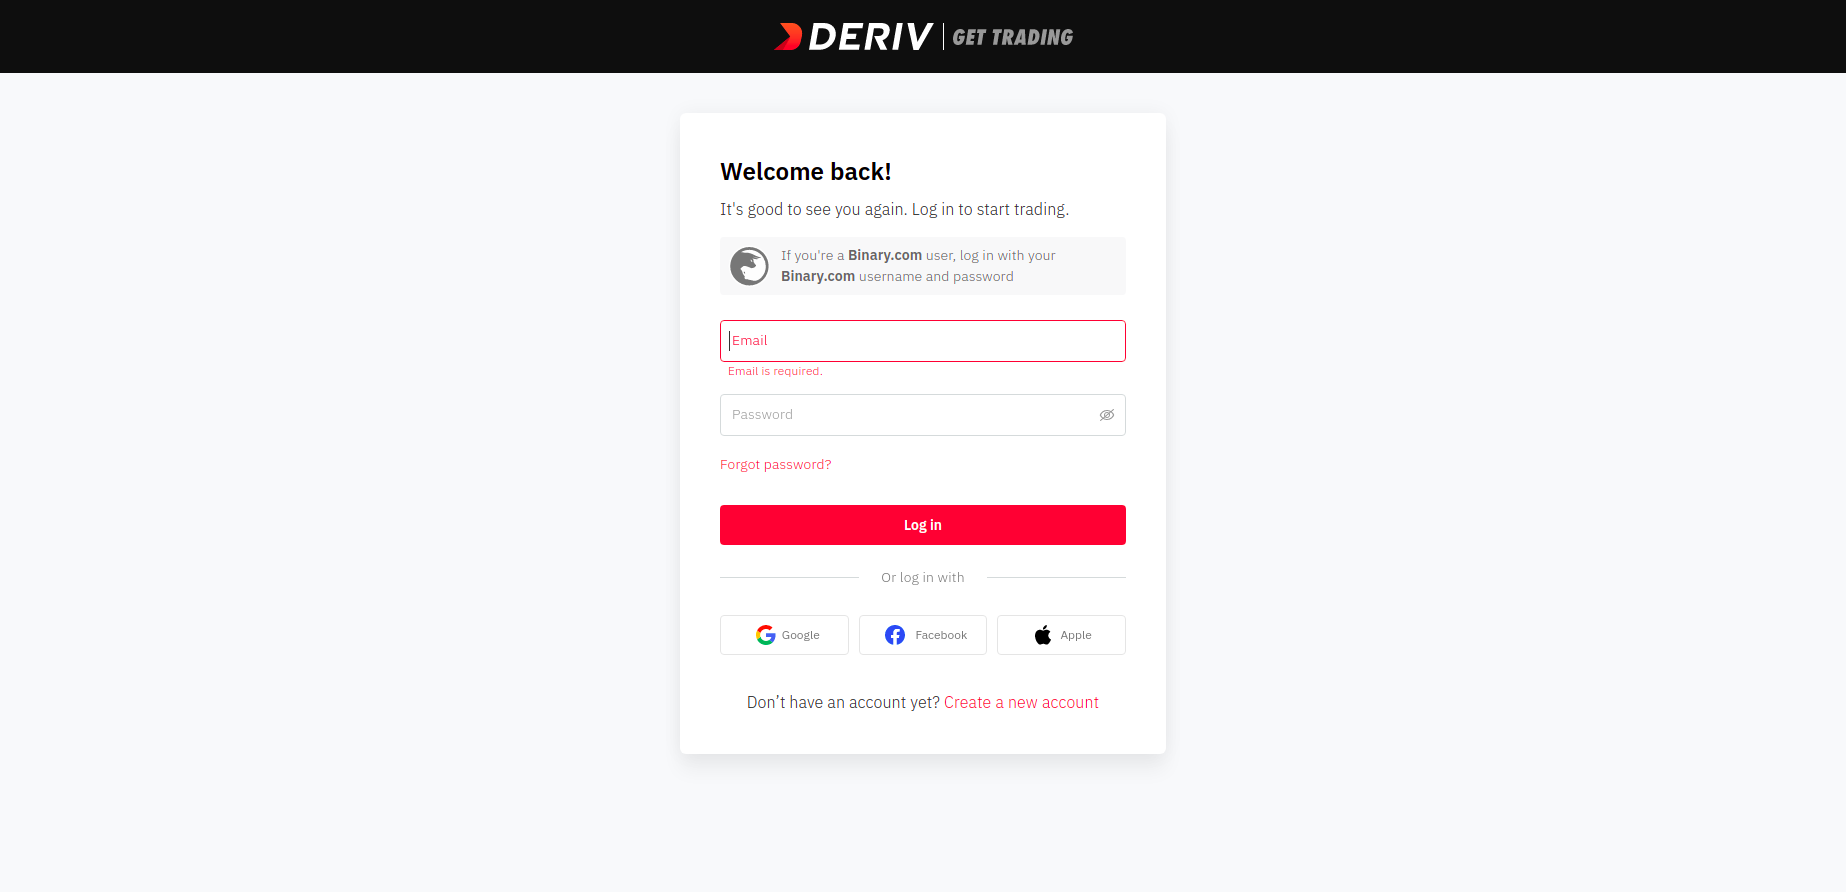 DERIV | GET TRADING
Welcome back!
It's good to see you again. Log in to start trading.
If you're a Binary.com user, log in with your
Binary.com username and password
Email
Email is required.
Password
Forgot password?
Log in
Or log in with
Google
Facebook
Apple
Don’t have an account yet? Create a new account